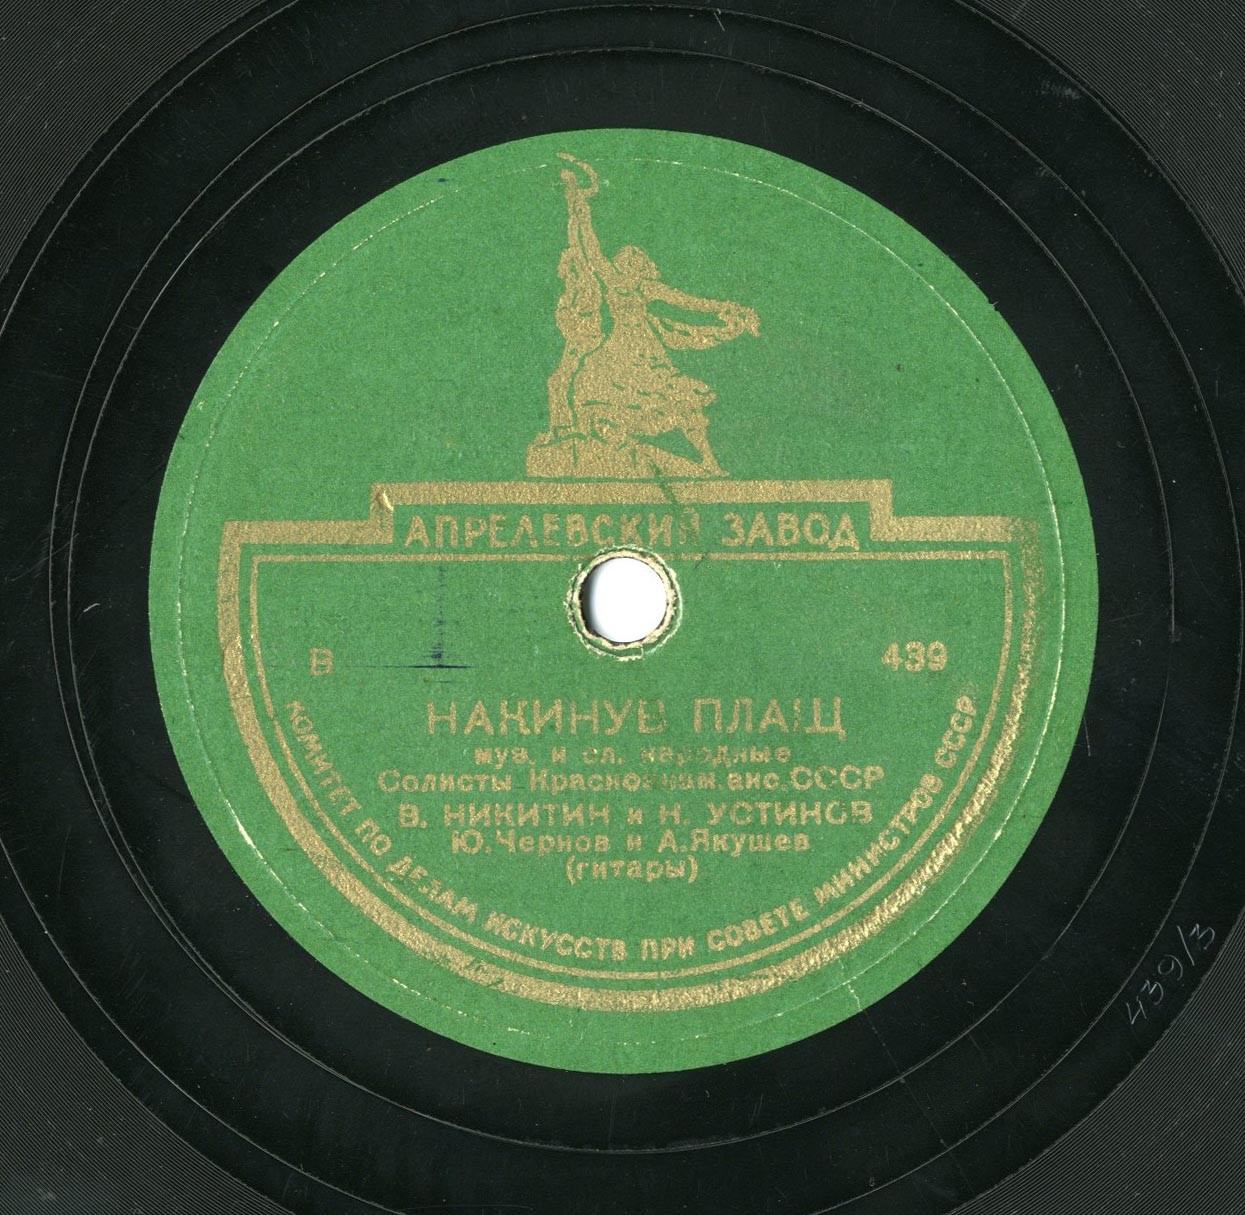 АПРЕЛЕВСКИЙ ЗАВОД
В 439
НАКИНУВ ПЛАЩ
муз. и сл. народные
Солисты Краснознам. анс. СССР
В. НИКИТИН и Н. УСТИНОВ
Ю. Чернов и А. Якушев
(гитары)
КОМИТЕТ ПО ДЕЛАМ ИСКУССТВ ПРИ СОВЕТЕ МИНИСТРОВ СССР
439/3